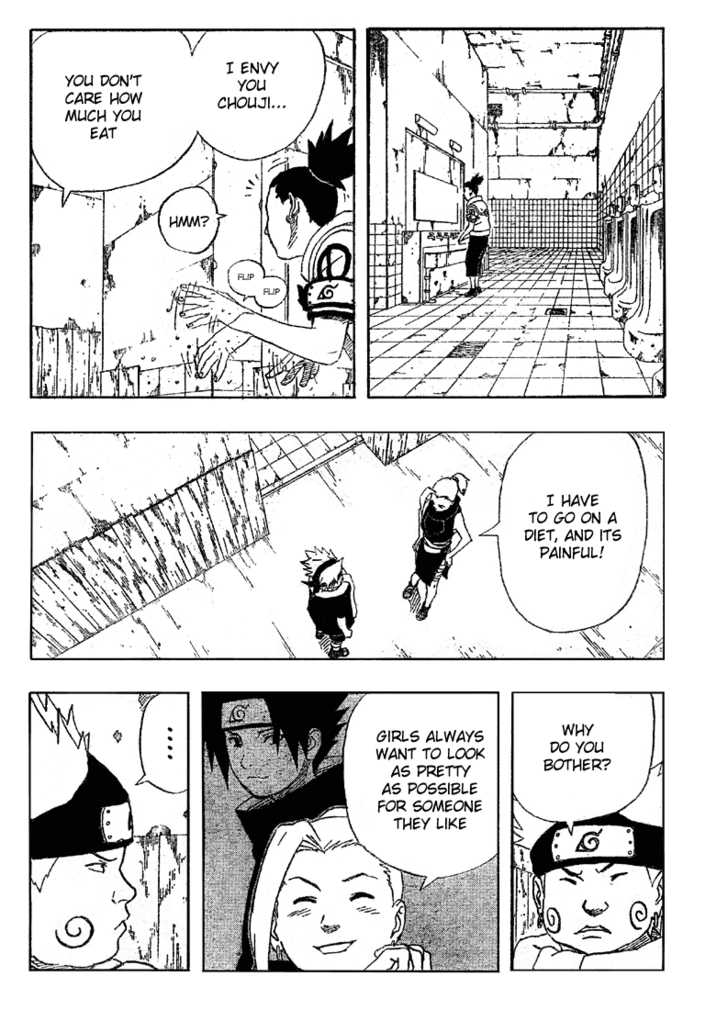 I ENVY
YOU
CHOUJI...
YOU DON'T
CARE HOW
MUCH YOU
EAT
HMM?
FLIP
FLIP
I HAVE
TO GO ON A
DIET, AND ITS
PAINFUL!
WHY
DO YOU
BOTHER?
GIRLS ALWAYS
WANT TO LOOK
AS PRETTY
AS POSSIBLE
FOR SOMEONE
THEY LIKE
....